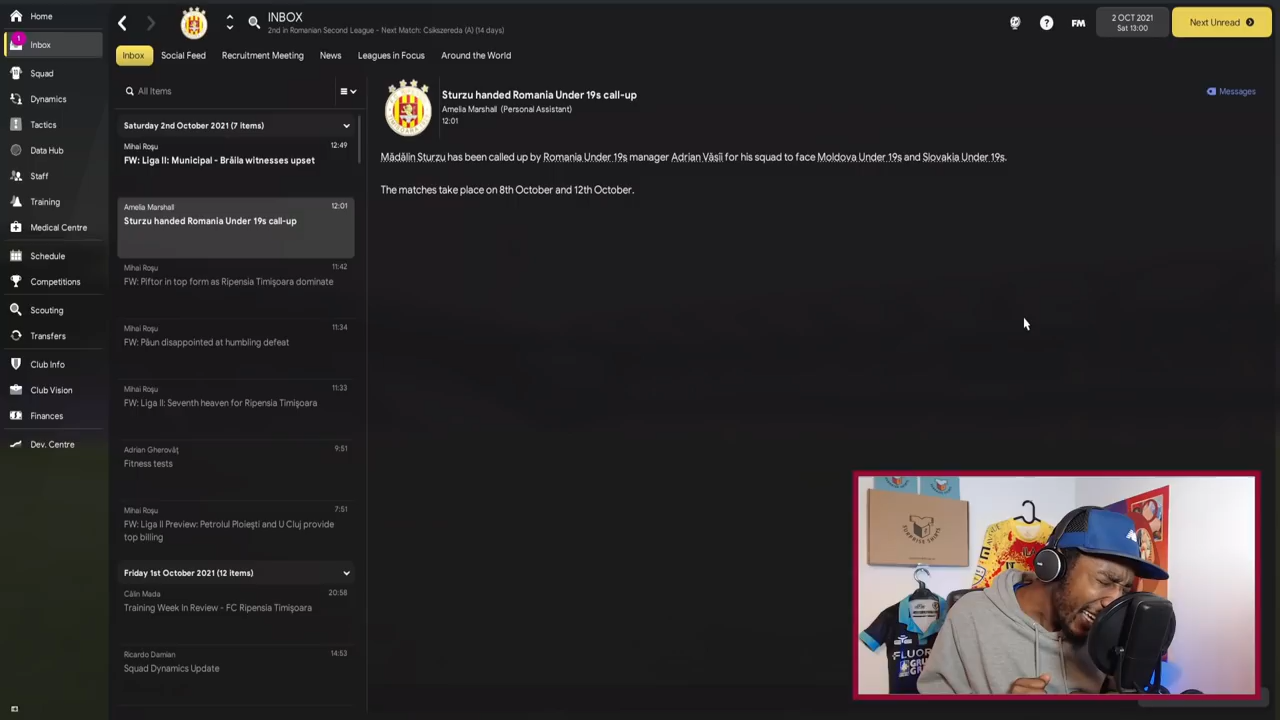 Home
1
Inbox
Squad
Dynamics
Tactics
Data Hub
Staff
Training
Medical Centre
Schedule
Competitions
Scouting
Transfers
Club Info
Club Vision
Finances
Dev. Centre
INBOX
2nd in Romanian Second League - Next Match: Csikszereda (A) (14 days)
FM
2 OCT 2021
Sat 13:00
Next Unread
Inbox
Social Feed
Recruitment Meeting
News
Leagues in Focus
Around the World
All Items
Saturday 2nd October 2021 (7 items)
Mihai Roşu 12:49
FW: Liga II: Municipal - Brăila witnesses upset
Amelia Marshall 12:01
Sturzu handed Romania Under 19s call-up
Mihai Roşu 11:42
FW: Piftor in top form as Ripensia Timişoara dominate
Mihai Roşu 11:34
FW: Păun disappointed at humbling defeat
Mihai Roşu 11:33
FW: Liga II: Seventh heaven for Ripensia Timişoara
Adrian Gherovăţ 9:51
Fitness tests
Mihai Roşu 7:51
FW: Liga II Preview: Petrolul Ploieşti and U Cluj provide
top billing
Friday 1st October 2021 (12 items)
Călin Mada 20:58
Training Week In Review - FC Ripensia Timişoara
Ricardo Damian 14:53
Squad Dynamics Update
Sturzu handed Romania Under 19s call-up
Amelia Marshall (Personal Assistant)
12:01
Messages
Mădălin Sturzu has been called up by Romania Under 19s manager Adrian Văsîi for his squad to face Moldova Under 19s and Slovakia Under 19s.
The matches take place on 8th October and 12th October.
SURPRISE SHIRTS
FLUOR